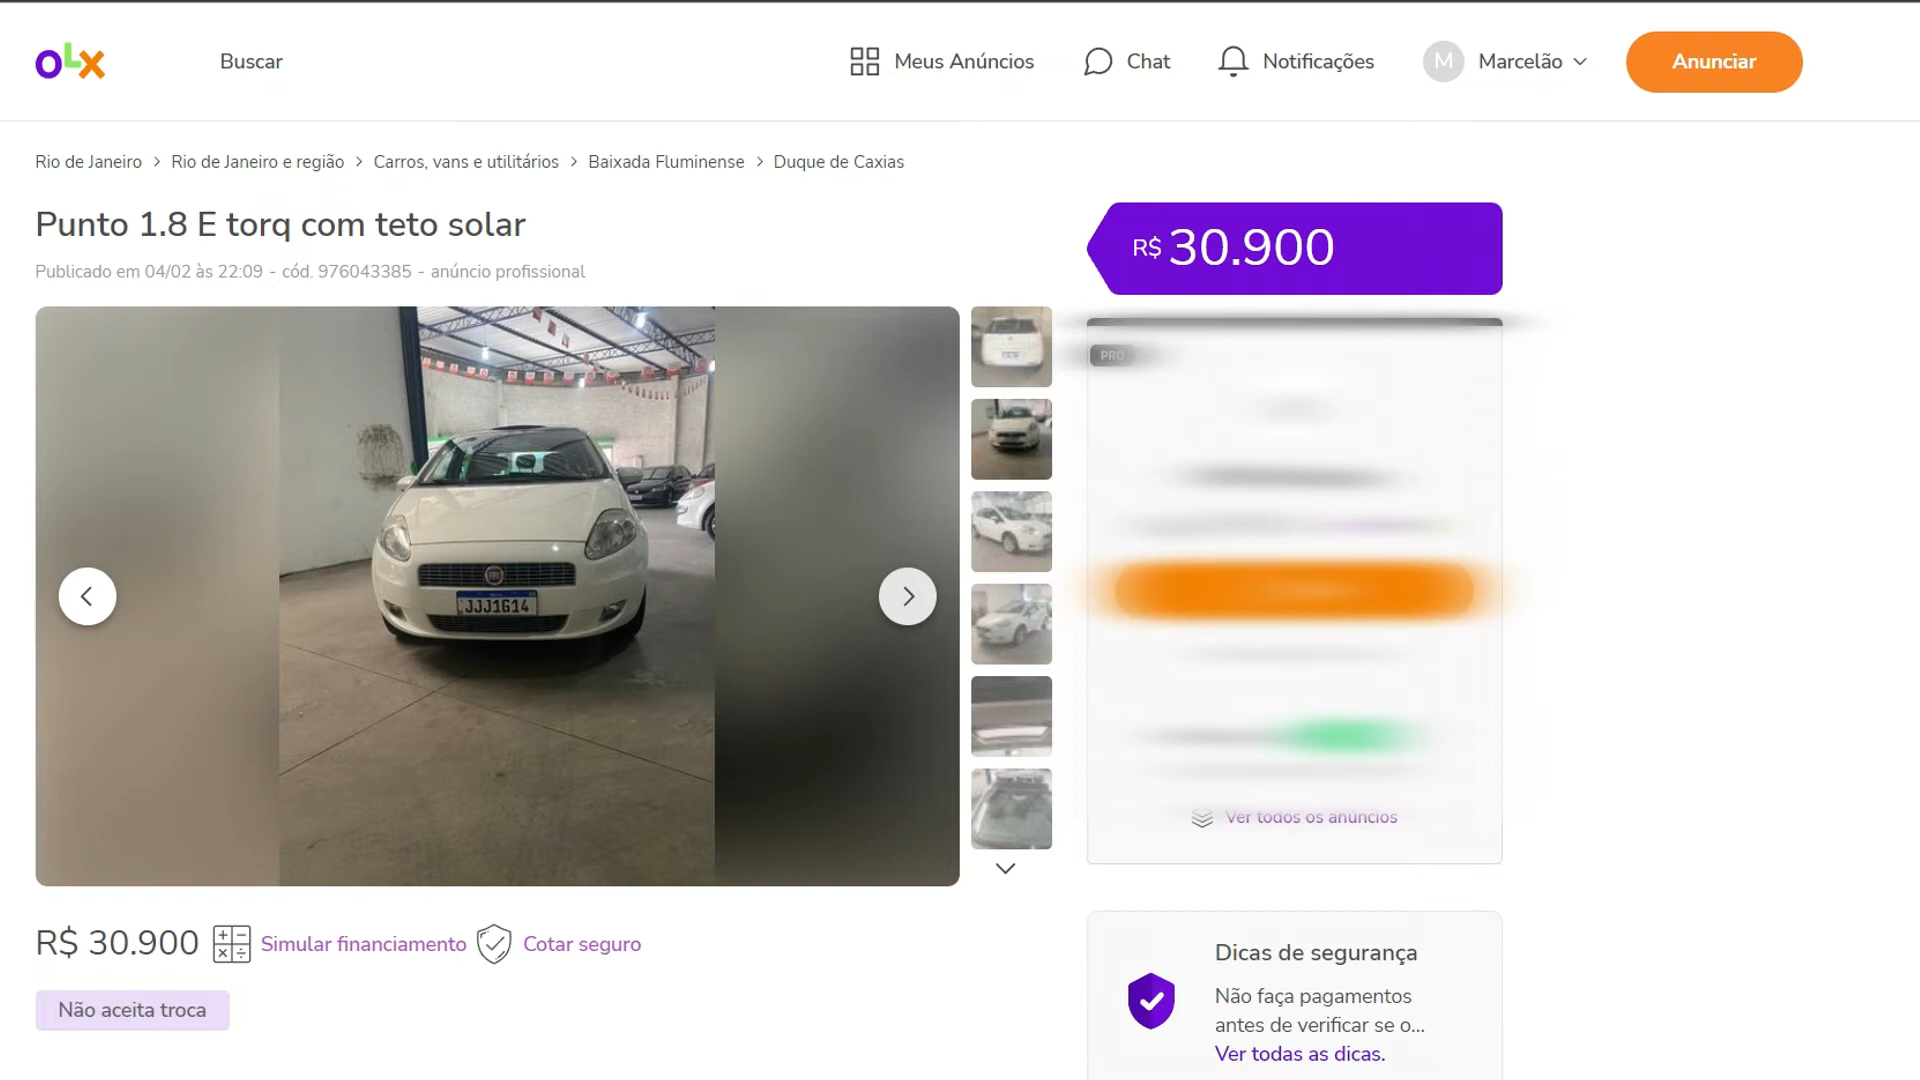 OLX
Buscar
Meus Anúncios
Chat
Notificações
M
Marcelão
Anunciar
Rio de Janeiro > Rio de Janeiro e região > Carros, vans e utilitários > Baixada Fluminense > Duque de Caxias
Punto 1.8 E torq com teto solar
Publicado em 04/02 às 22:09 - cód. 976043385 - anúncio profissional
R$ 30.900
PRO
JJJ1G14
Ver todos os anúncios
R$ 30.900
Simular financiamento
Cotar seguro
Não aceita troca
Dicas de segurança
Não faça pagamentos
antes de verificar se o...
Ver todas as dicas.